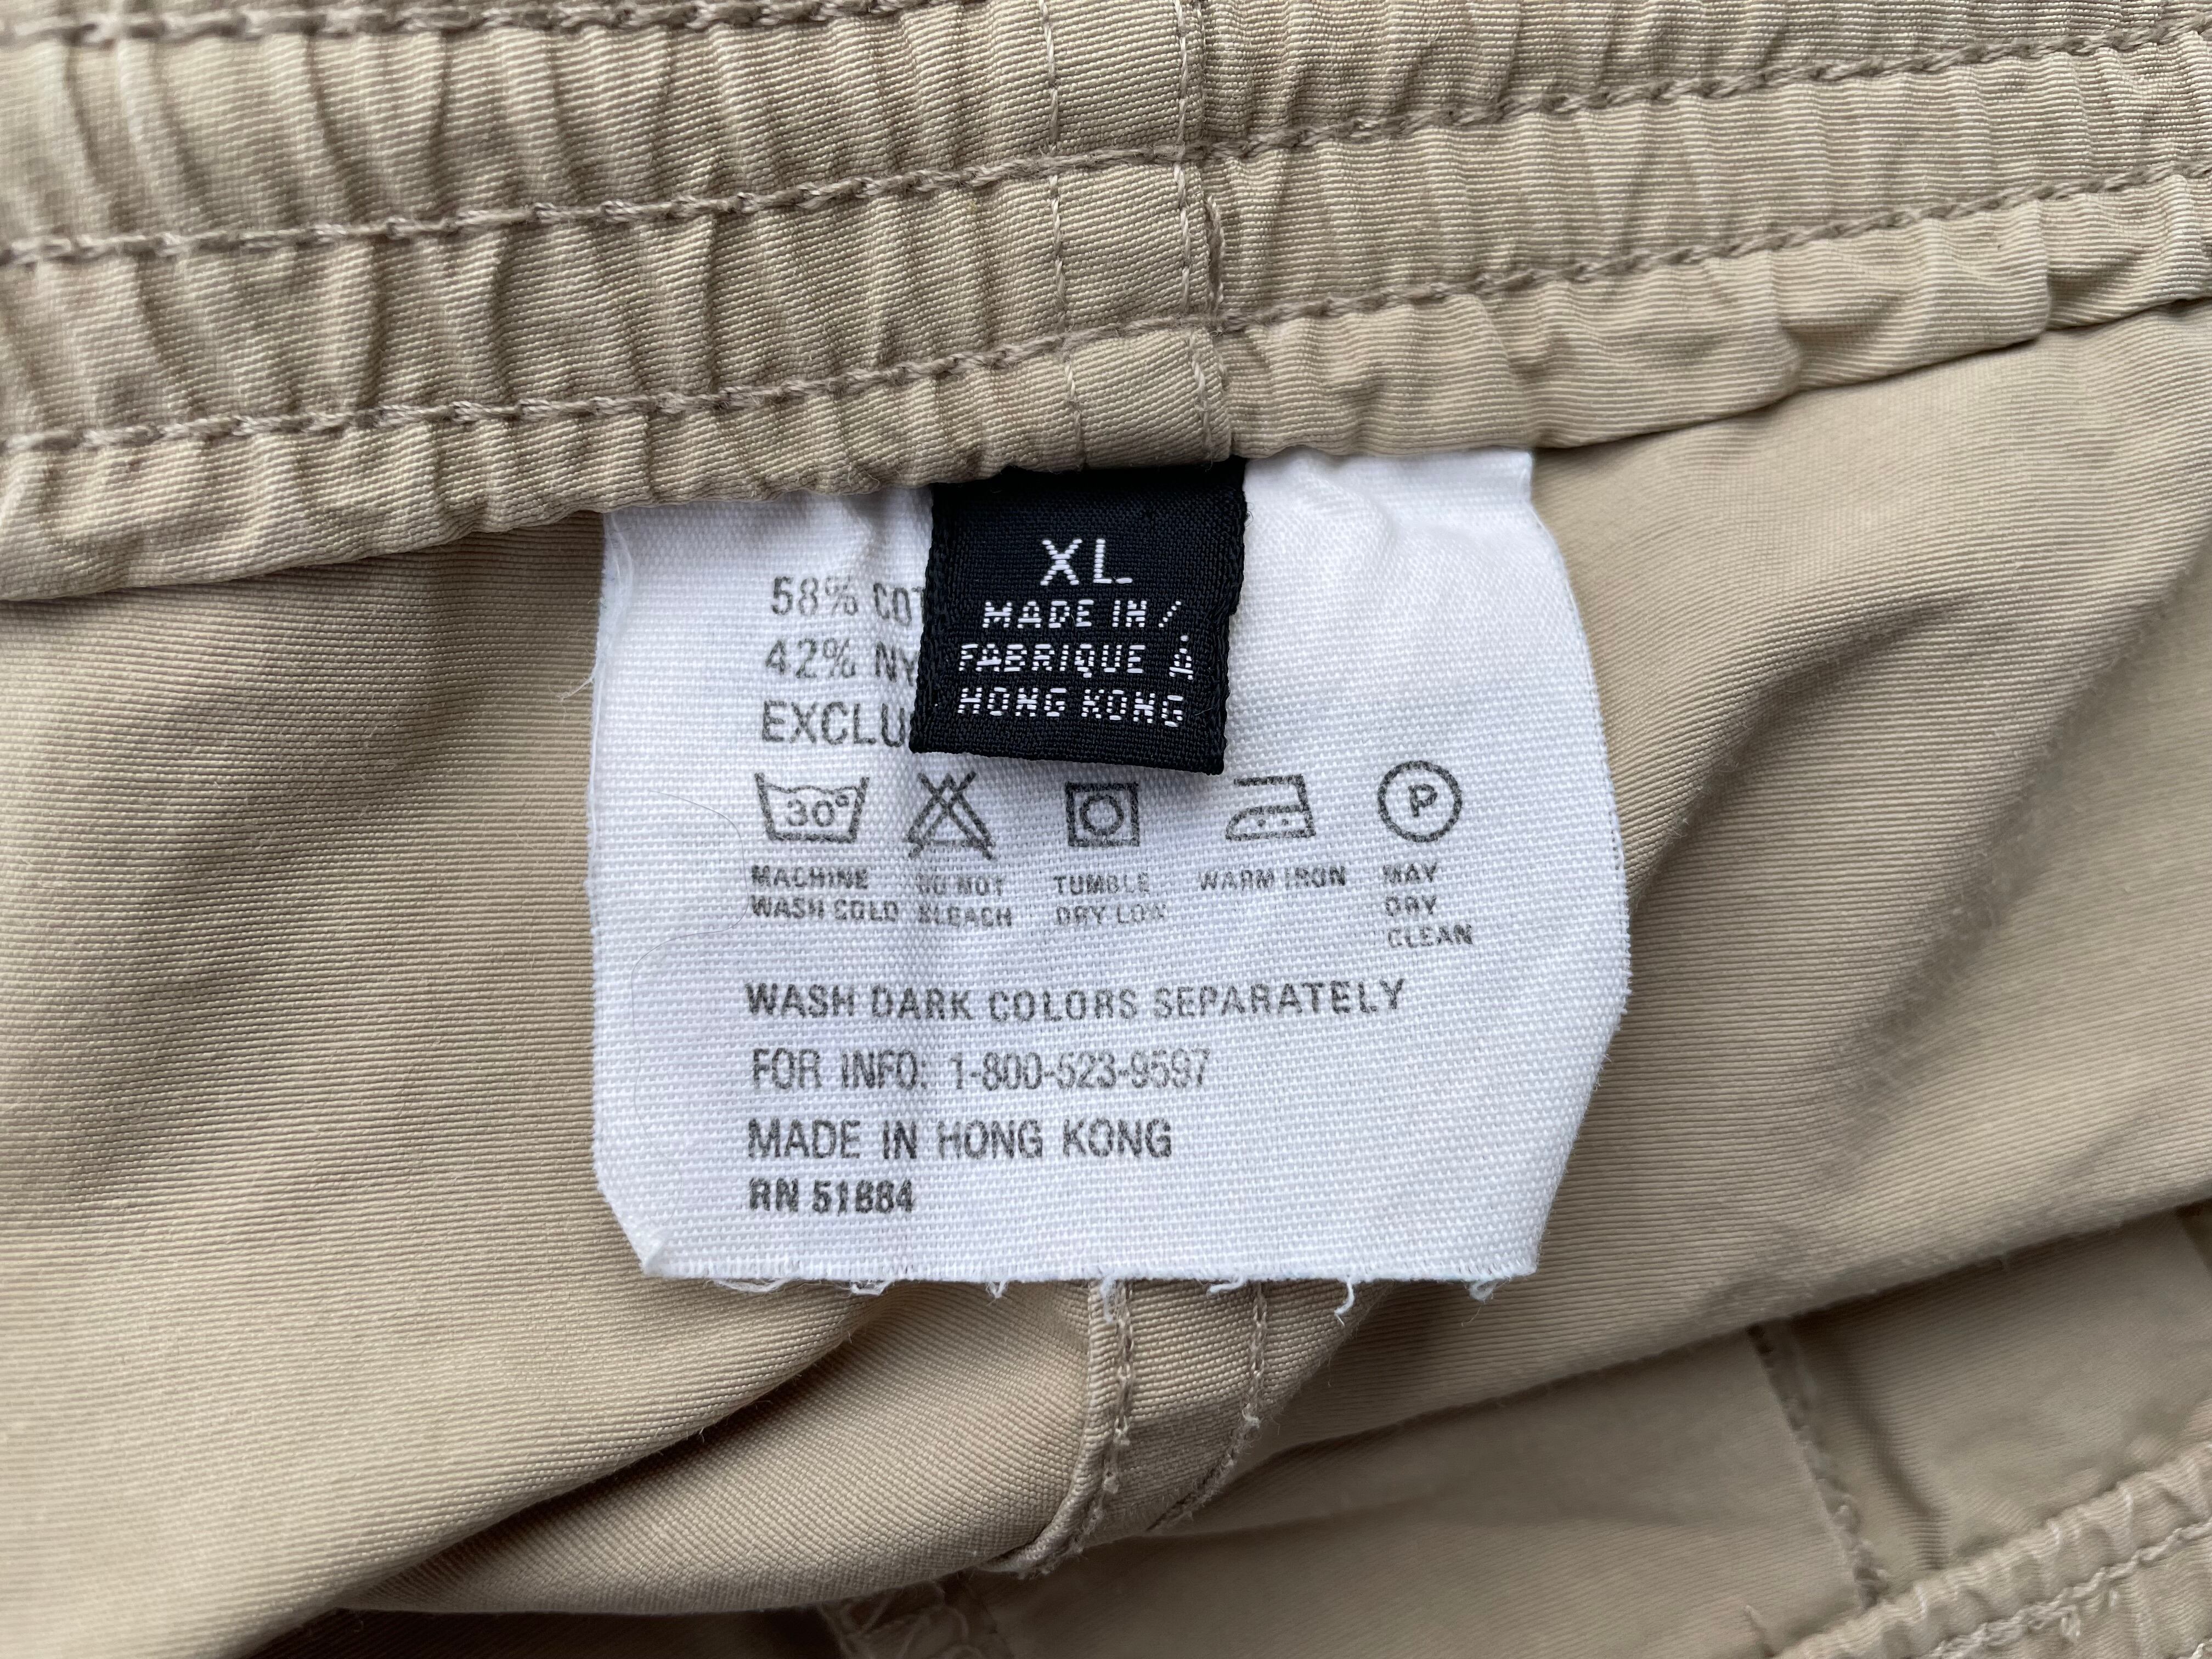 XL
MADE IN /
FABRIQUÉ À
HONG KONG
58% COT
42% NY
EXCLU
30°
P
MACHINE WASH COLD
DO NOT BLEACH
TUMBLE DRY LOW
WARM IRON
MAY DRY CLEAN
WASH DARK COLORS SEPARATELY
FOR INFO: 1-800-523-9597
MADE IN HONG KONG
RN 51884